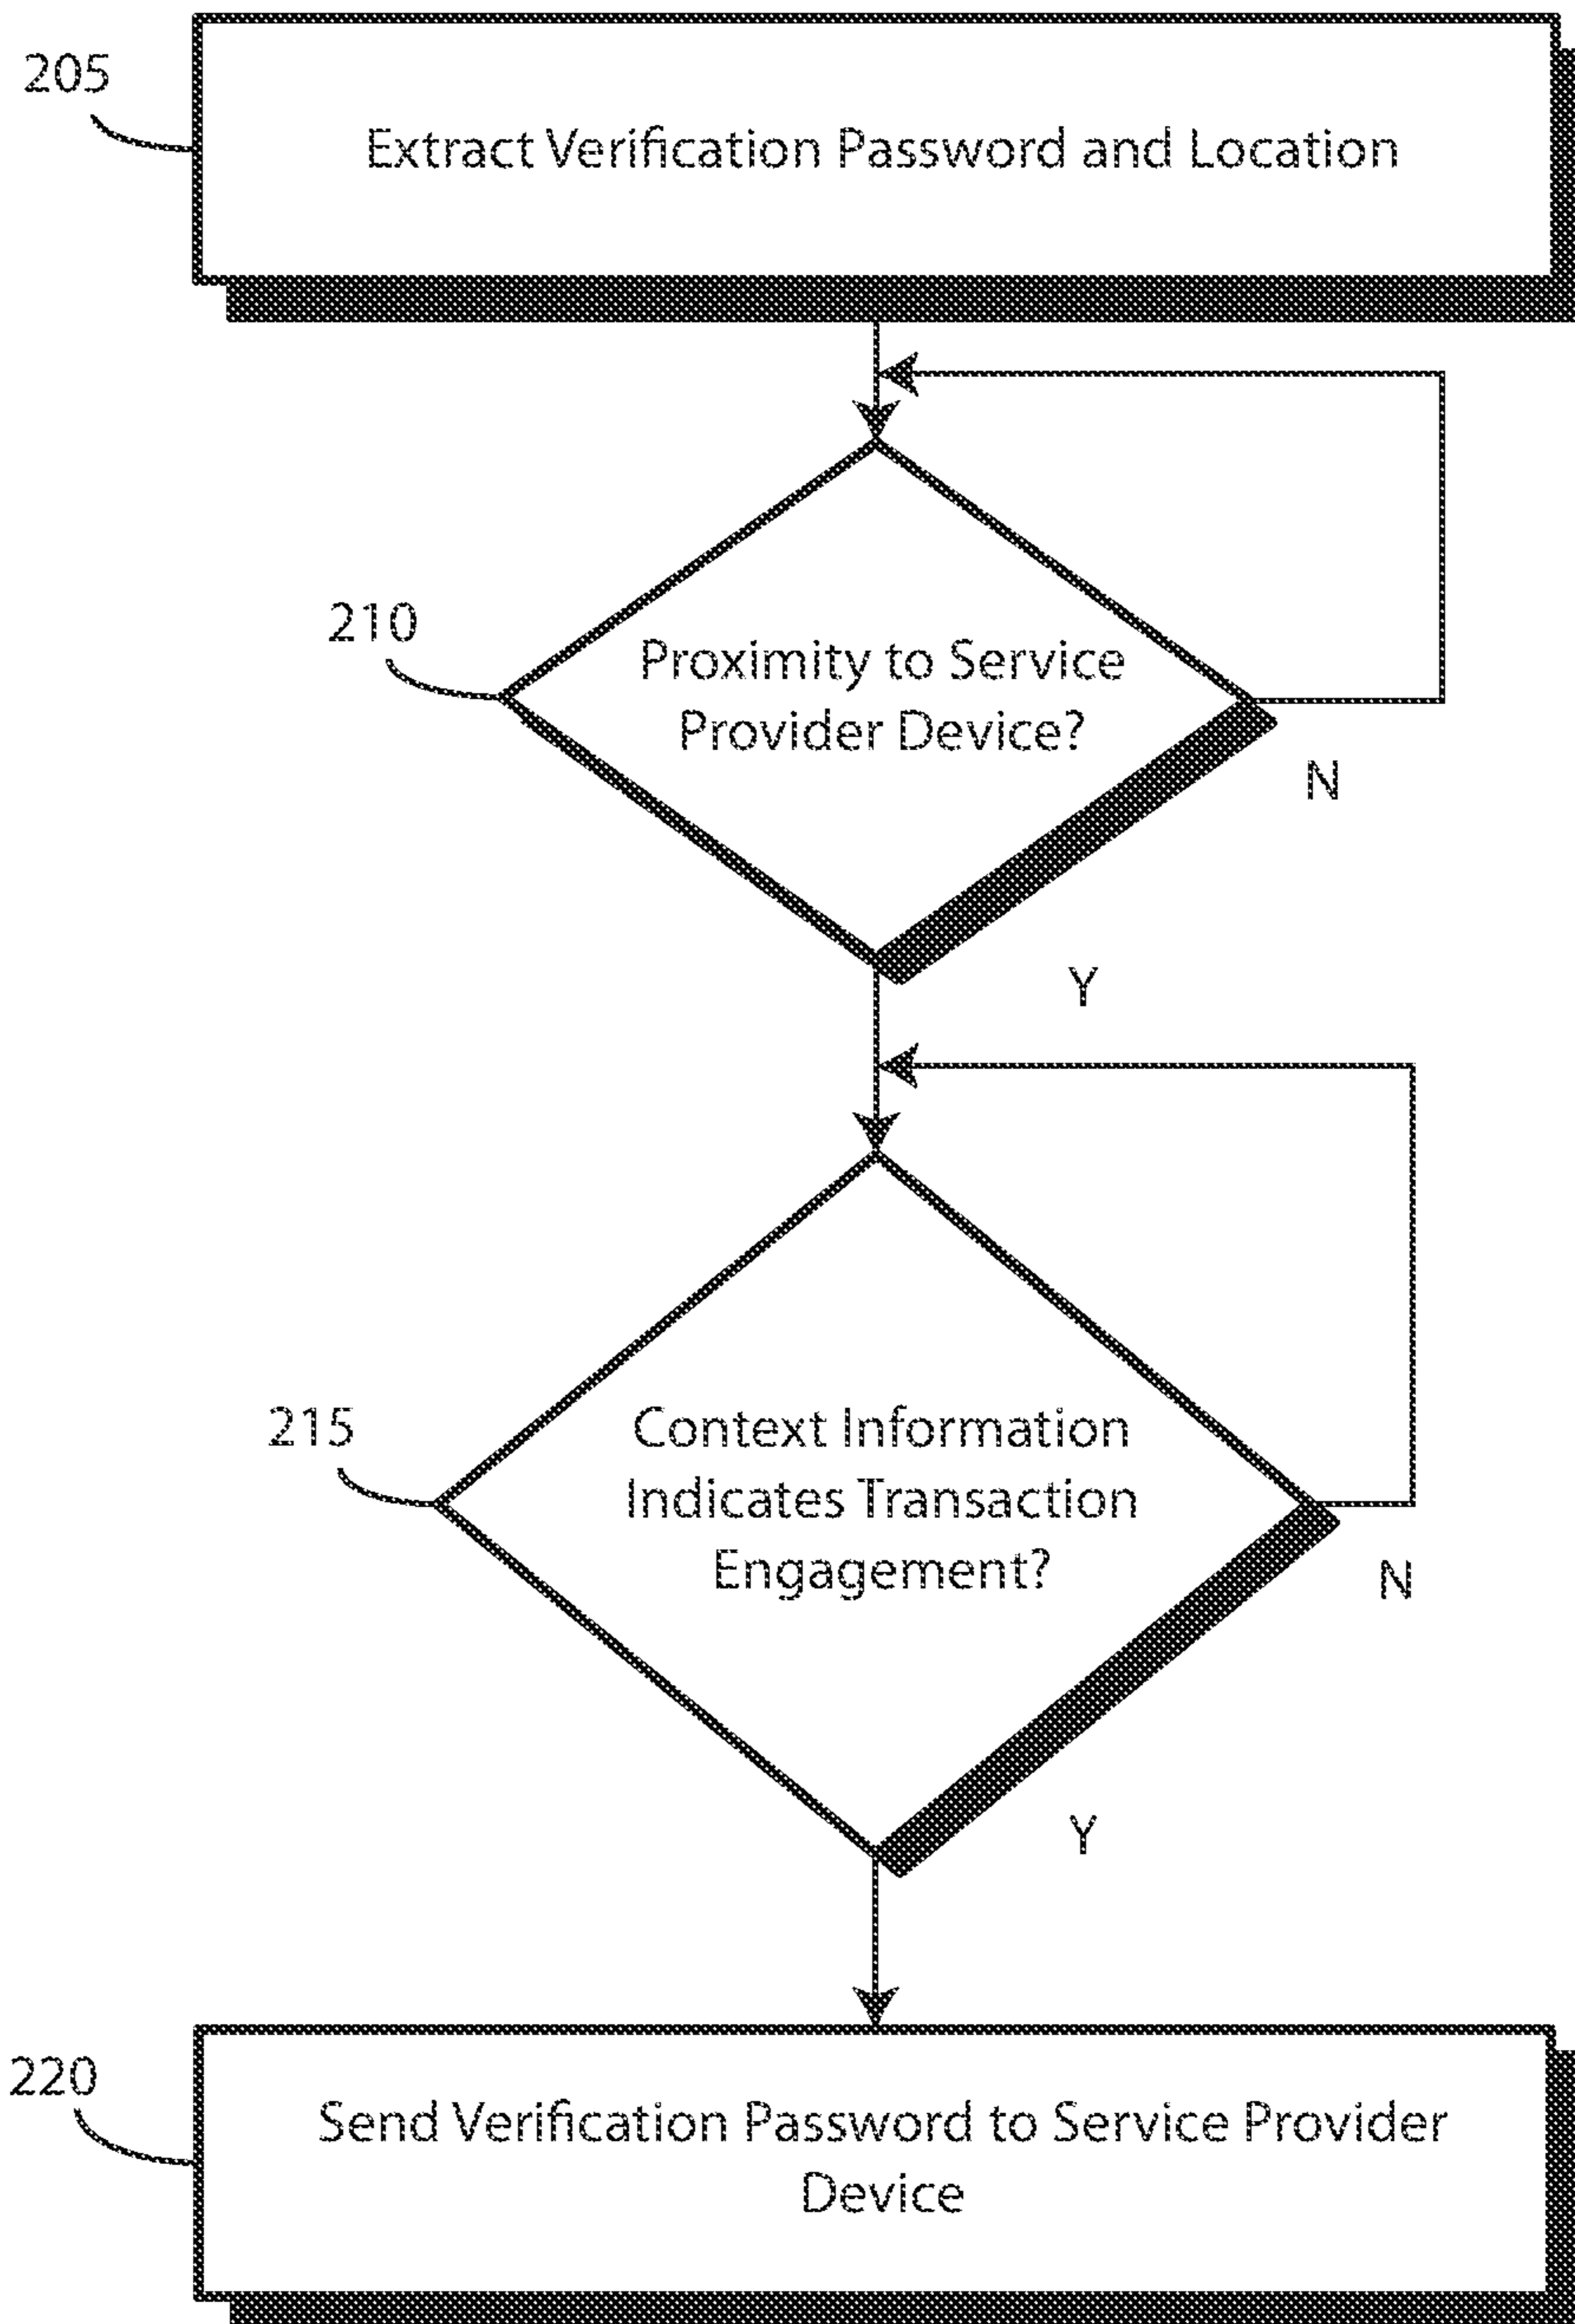 205
Extract Verification Password and Location
210
Proximity to Service
Provider Device?
N
Y
215
Context Information
Indicates Transaction
Engagement?
N
Y
220
Send Verification Password to Service Provider
Device